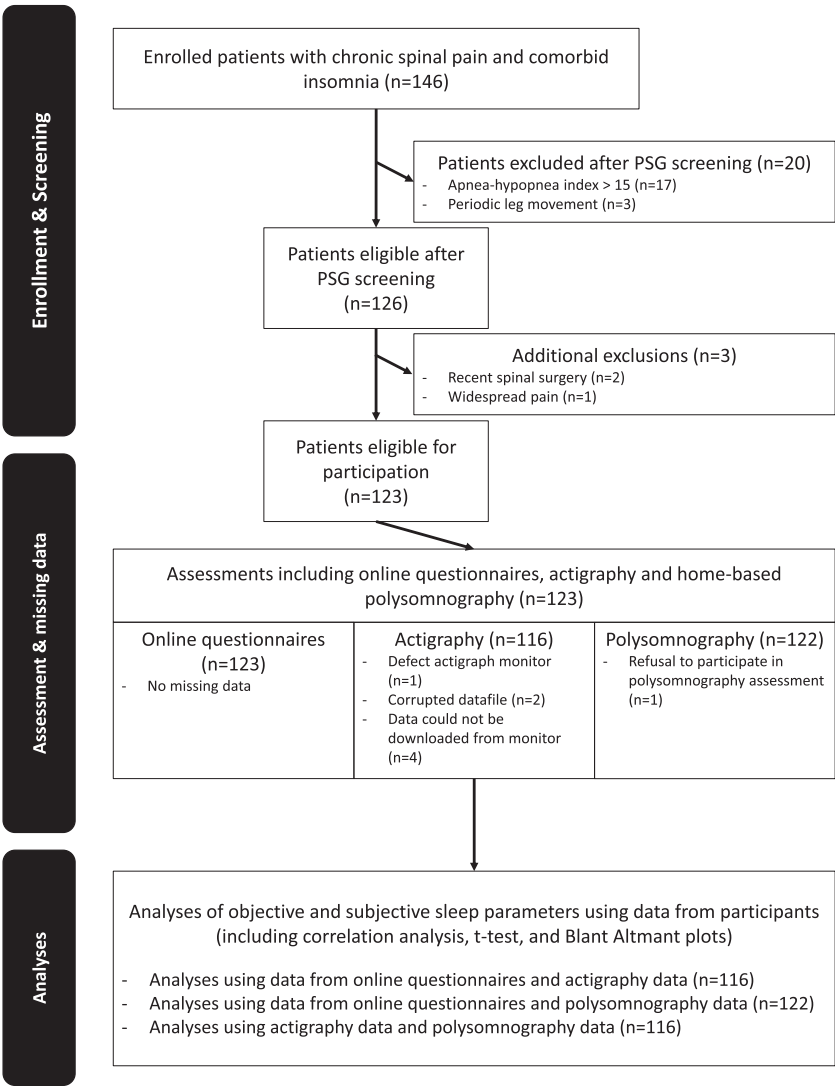 Enrollment & Screening
Enrolled patients with chronic spinal pain and comorbid
insomnia (n=146)
Patients excluded after PSG screening (n=20)
- Apnea-hypopnea index > 15 (n=17)
- Periodic leg movement (n=3)
Patients eligible after
PSG screening
(n=126)
Additional exclusions (n=3)
- Recent spinal surgery (n=2)
- Widespread pain (n=1)
Patients eligible for
participation
(n=123)
Assessment & missing data
Assessments including online questionnaires, actigraphy and home-based
polysomnography (n=123)
Online questionnaires
(n=123)
- No missing data
Actigraphy (n=116)
- Defect actigraph monitor
(n=1)
- Corrupted datafile (n=2)
- Data could not be
downloaded from monitor
(n=4)
Polysomnography (n=122)
- Refusal to participate in
polysomnography assessment
(n=1)
Analyses
Analyses of objective and subjective sleep parameters using data from participants
(including correlation analysis, t-test, and Blant Altmant plots)
- Analyses using data from online questionnaires and actigraphy data (n=116)
- Analyses using data from online questionnaires and polysomnography data (n=122)
- Analyses using actigraphy data and polysomnography data (n=116)